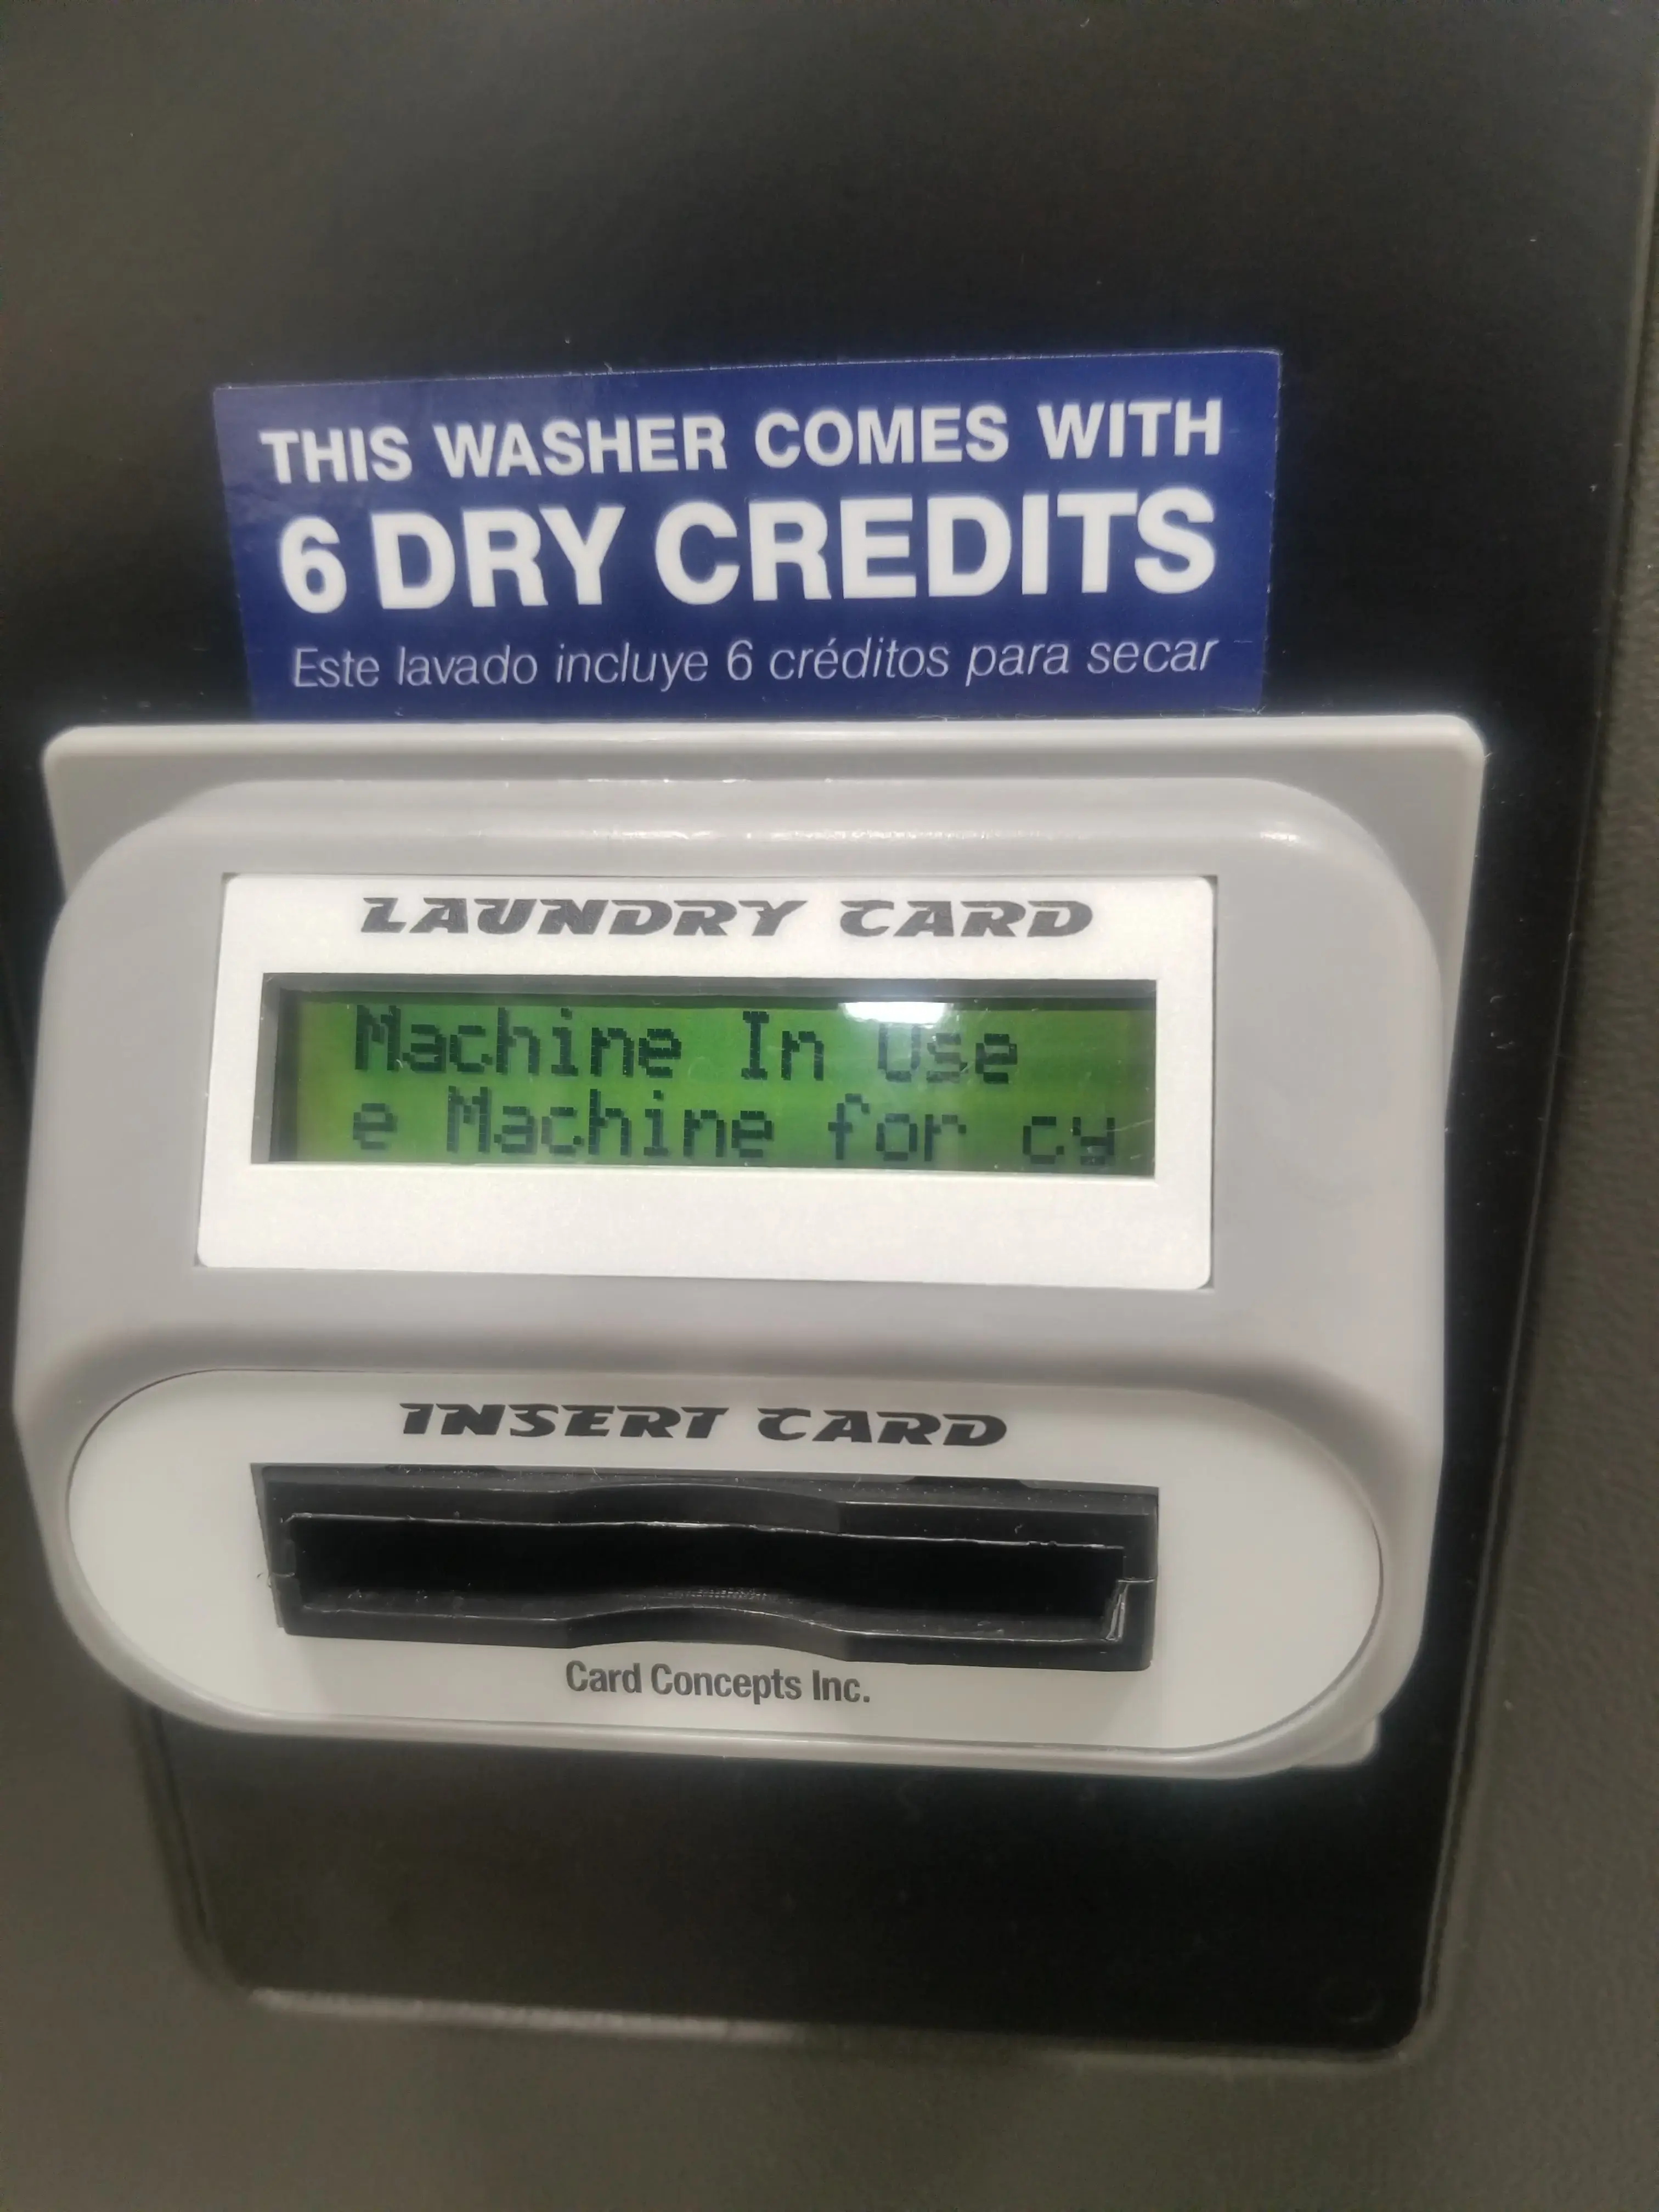 THIS WASHER COMES WITH
6 DRY CREDITS
Este lavado incluye 6 créditos para secar
LAUNDRY CARD
Machine In Use
e Machine for cy
INSERT CARD
Card Concepts Inc.